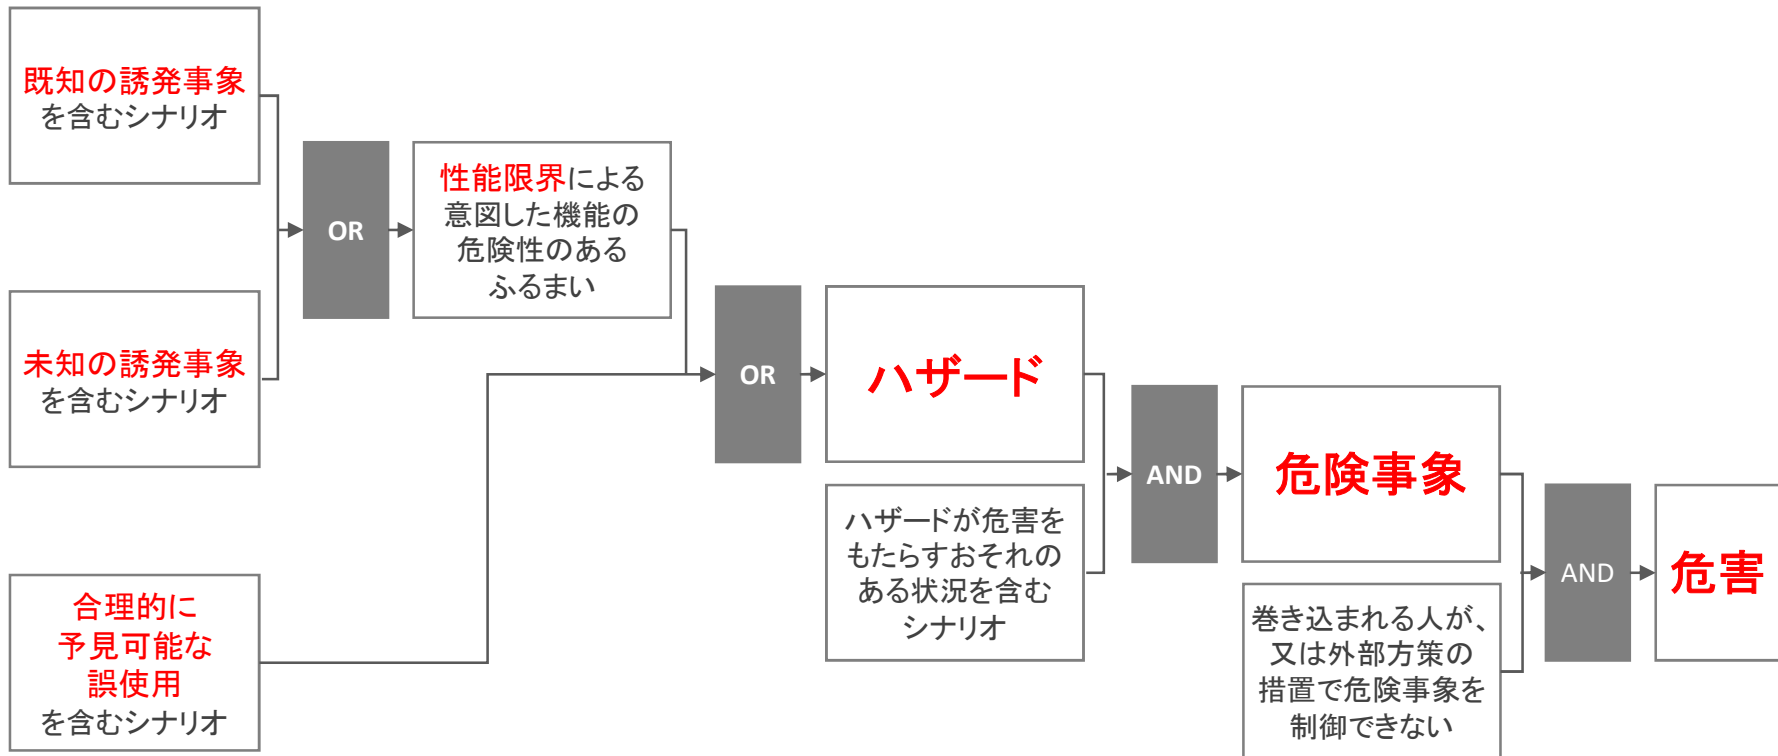 既知の誘発事象
を含むシナリオ
OR
性能限界による
意図した機能の
危険性のある
ふるまい
未知の誘発事象
を含むシナリオ
合理的に
予見可能な
誤使用
を含むシナリオ
OR
ハザード
ハザードが危害を
もたらすおそれの
ある状況を含む
シナリオ
AND
危険事象
巻き込まれる人が、
又は外部方策の
措置で危険事象を
制御できない
AND
危害